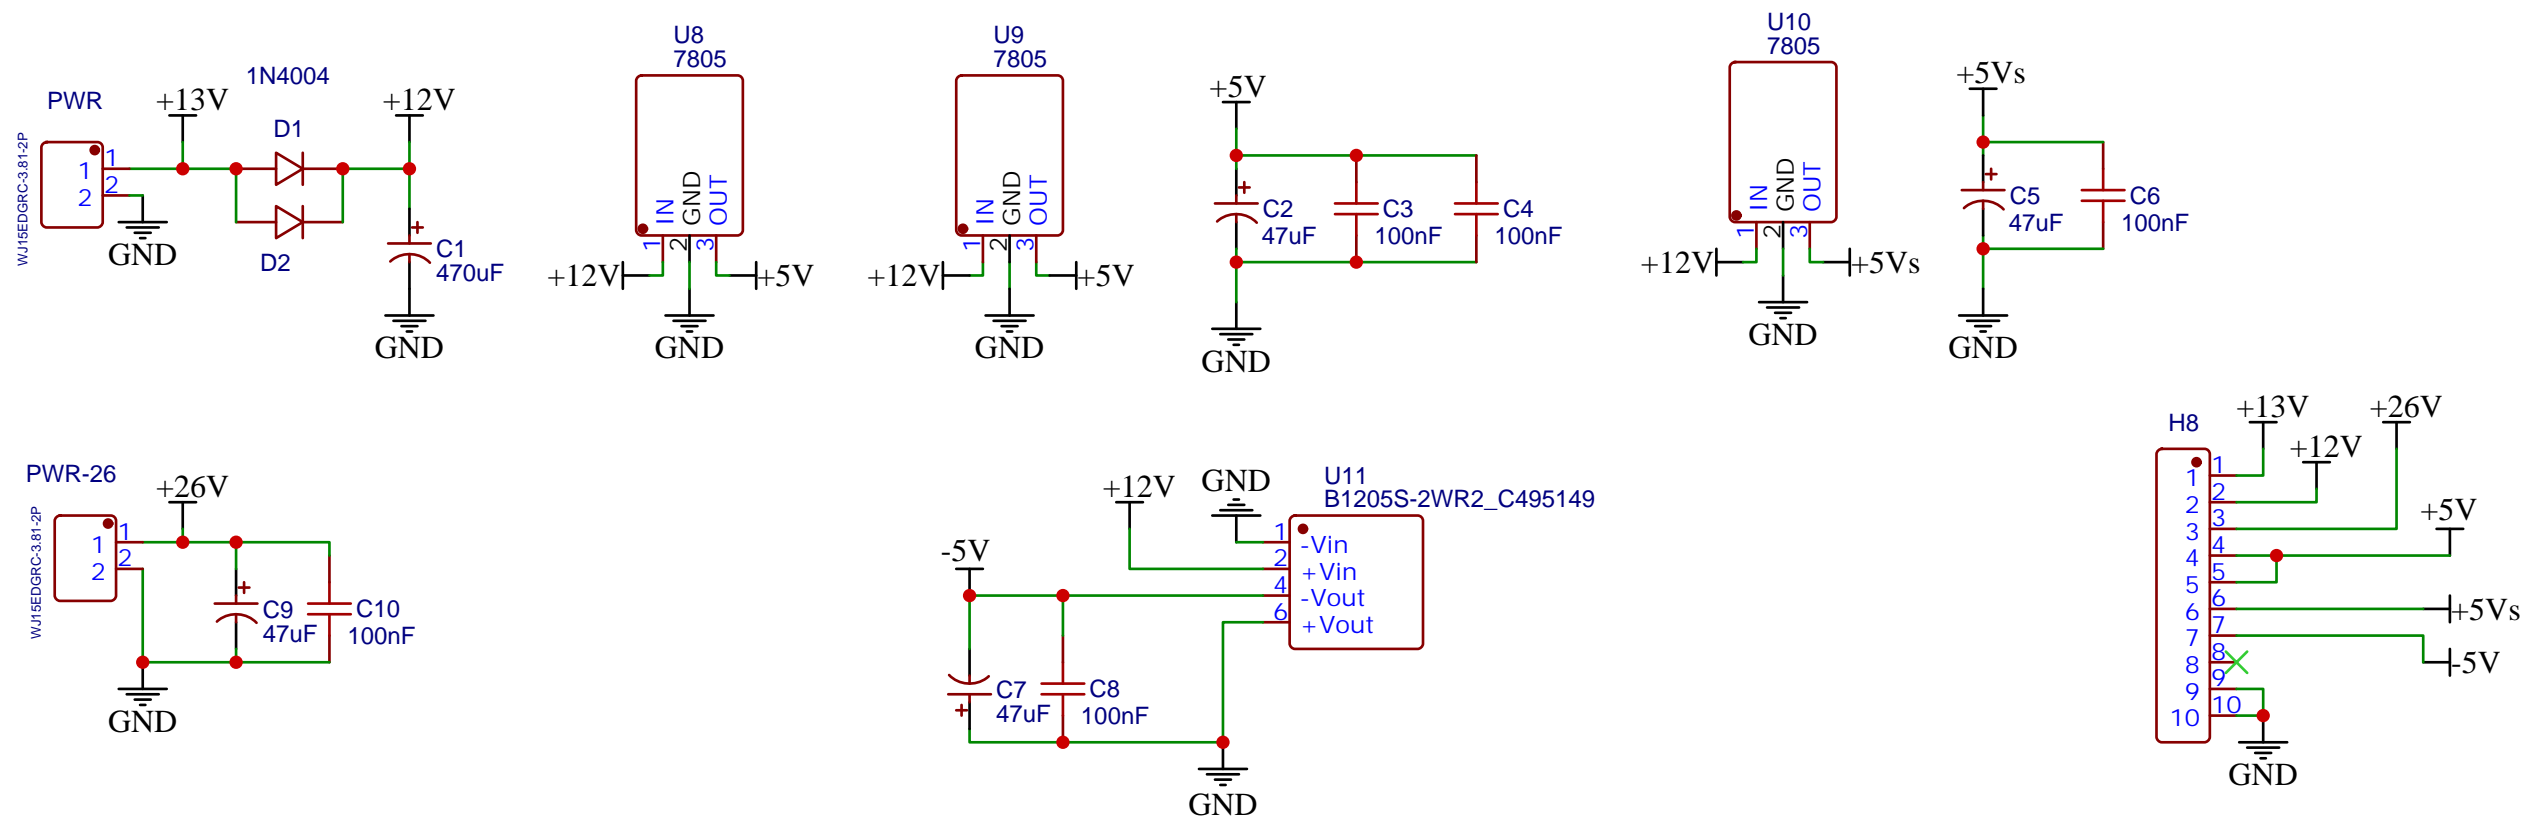 PWR
WJ15EDGRC-3.81-2P
1
2
1
2
+13V
GND
1N4004
D1
D2
+12V
+
C1
470uF
GND
U8
7805
IN
GND
OUT
1
2
3
+12V
+5V
GND
U9
7805
IN
GND
OUT
1
2
3
+12V
+5V
GND
+5V
+
C2
47uF
C3
100nF
C4
100nF
GND
U10
7805
IN
GND
OUT
1
2
3
+12V
+5Vs
GND
+5Vs
+
C5
47uF
C6
100nF
GND
PWR-26
WJ15EDGRC-3.81-2P
1
2
1
2
+26V
+
C9
47uF
C10
100nF
GND
-5V
+12V
GND
U11
B1205S-2WR2_C495149
1
-Vin
2
+Vin
4
-Vout
6
+Vout
C7
47uF
+
C8
100nF
GND
H8
+13V
+26V
+12V
+5V
1
1
2
2
3
3
4
4
5
5
6
6
+5Vs
7
7
8
8
-5V
9
9
10
10
GND